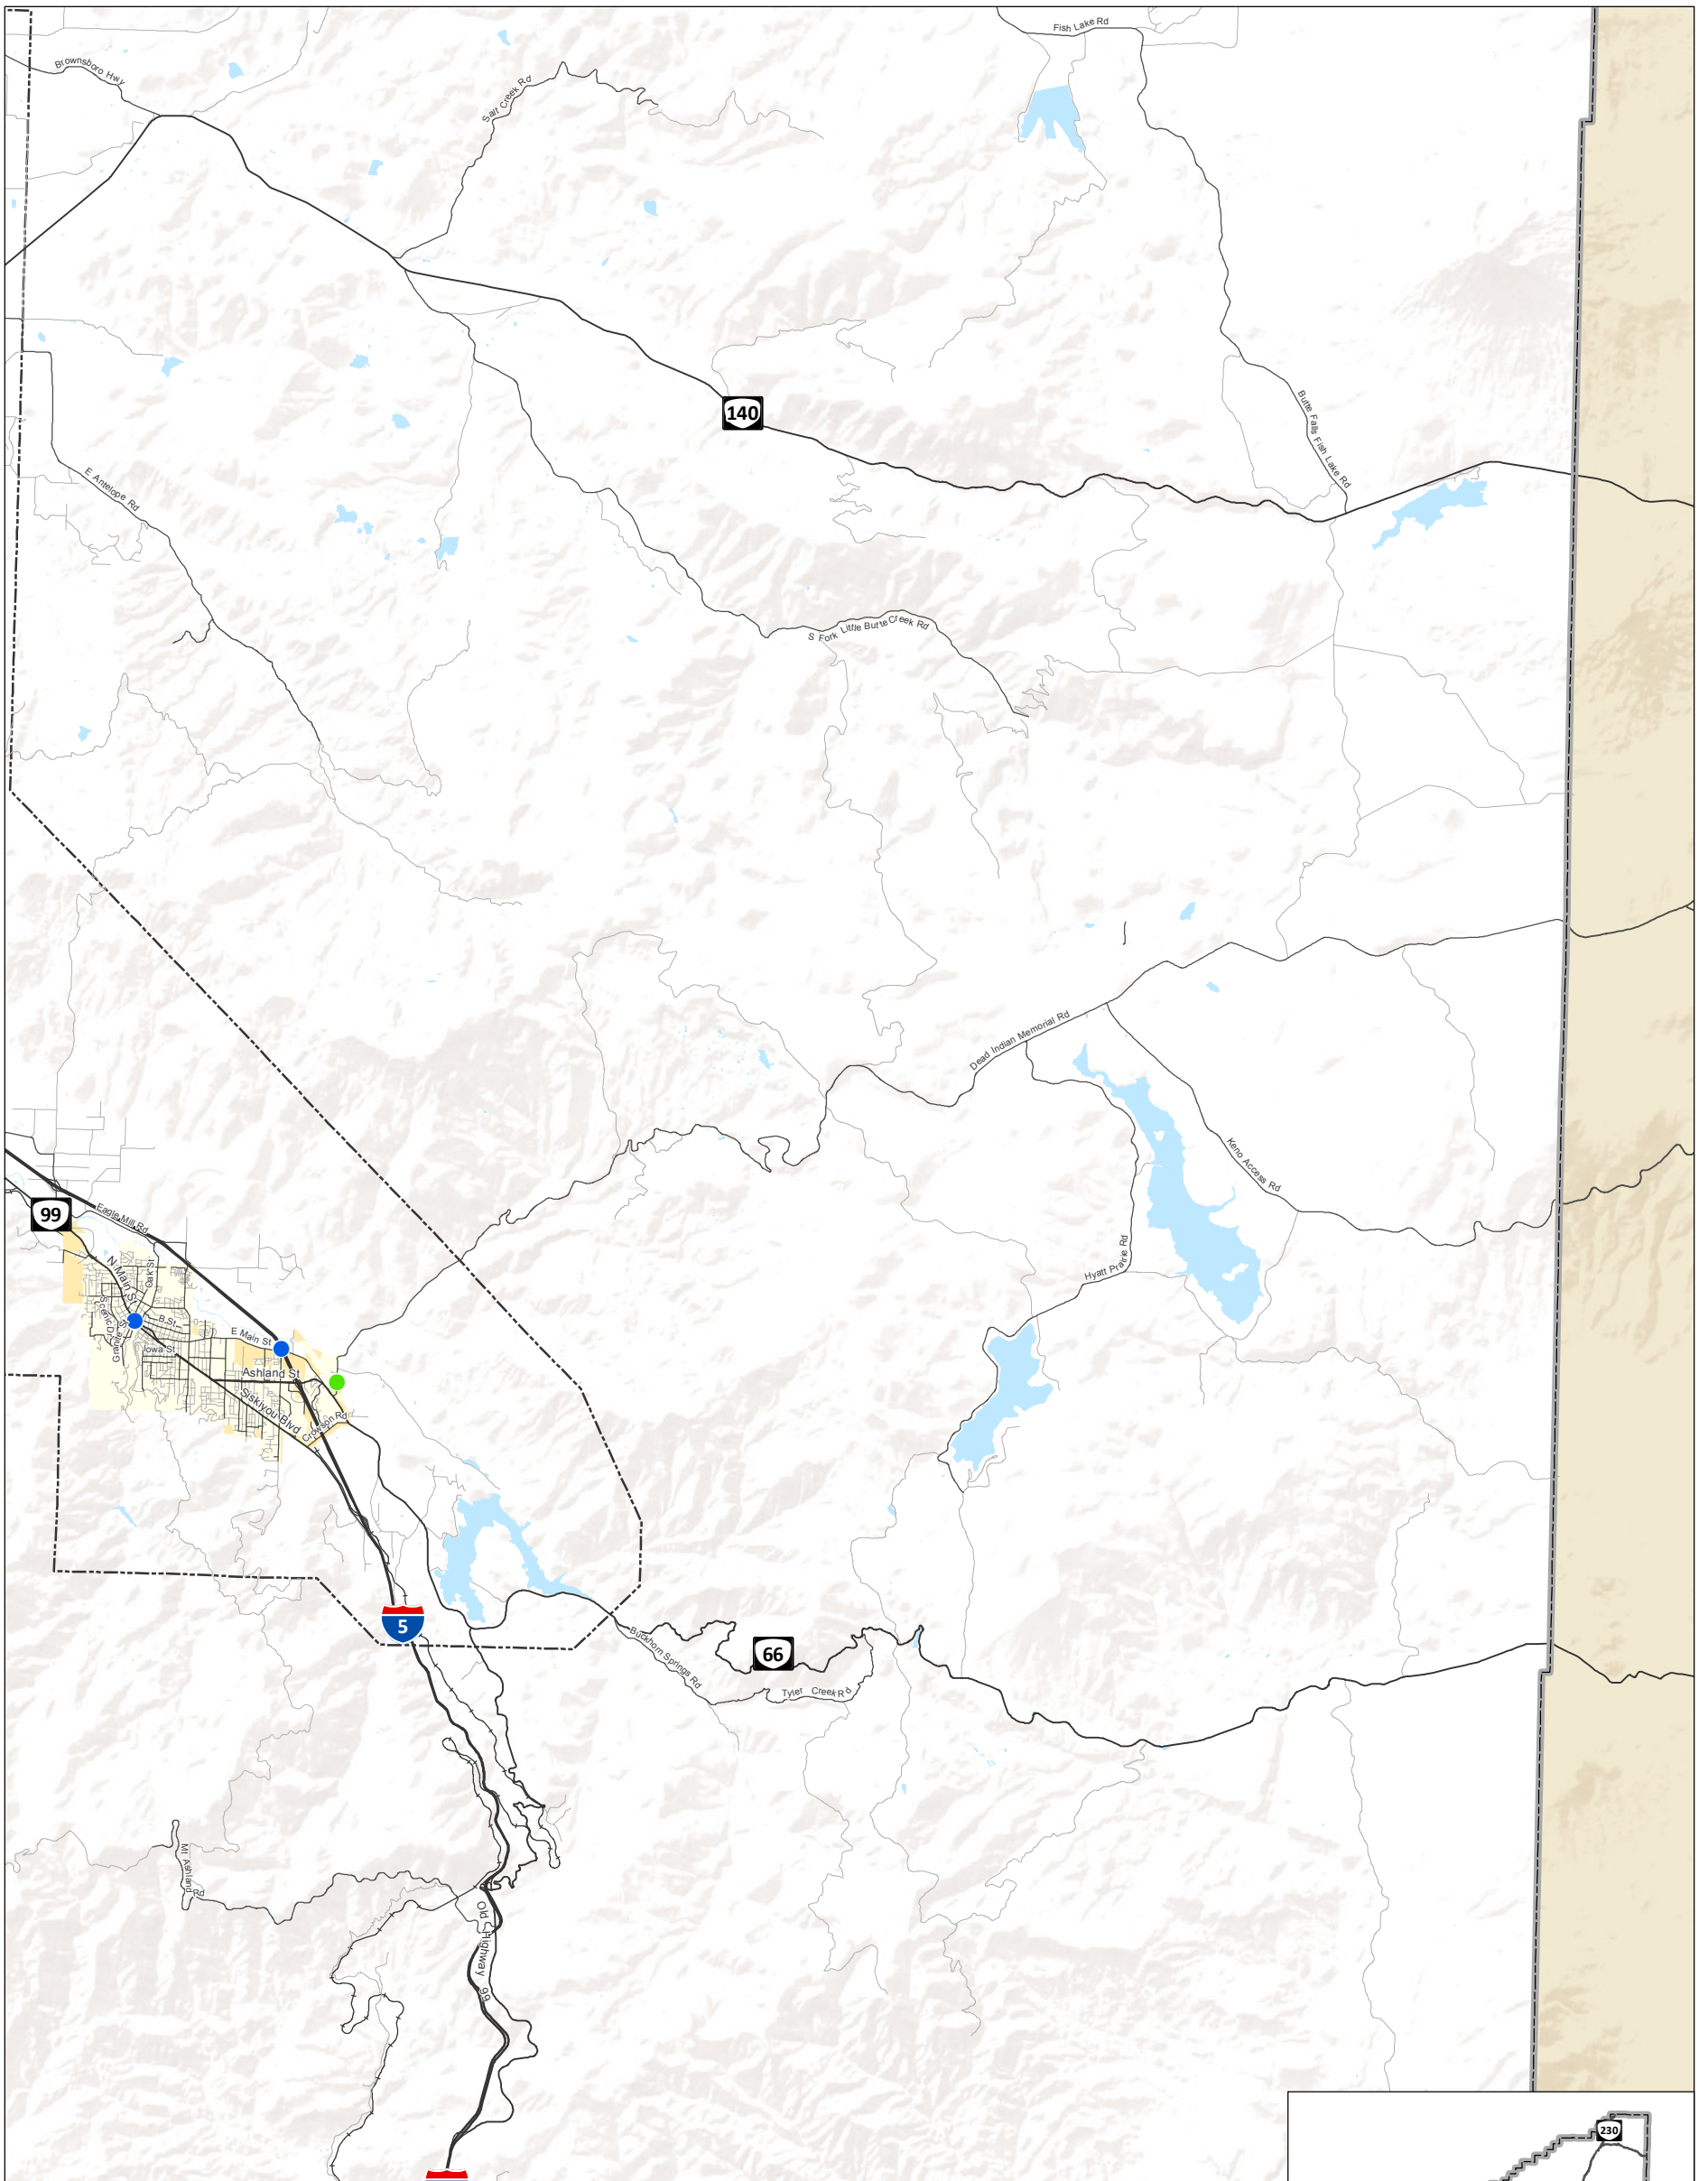 Fish Lake Rd
Brownsboro Hwy
Salt Creek Rd
140
Butte Falls Fish Lake Rd
E Antelope Rd
S Fork Little Butte Creek Rd
Dead Indian Memorial Rd
Keno Access Rd
99
Eagle Mill Rd
Hyatt Prairie Rd
N Main St
Oak St
Scenic Dr
Granite St
B St
E Main St
Iowa St
Ashland St
Siskiyou Blvd
Crowson Rd
5
Buckhorn Springs Rd
66
Tyler Creek Rd
Mt Ashland Rd
Old Highway 99
230